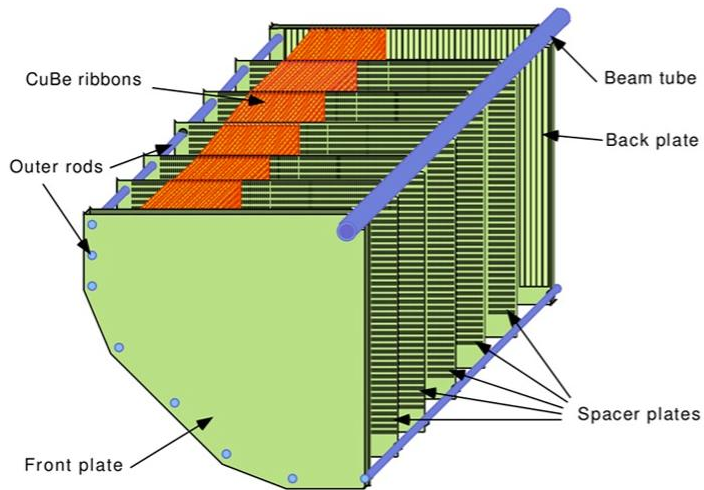 CuBe ribbons
Beam tube
Back plate
Outer rods
Spacer plates
Front plate